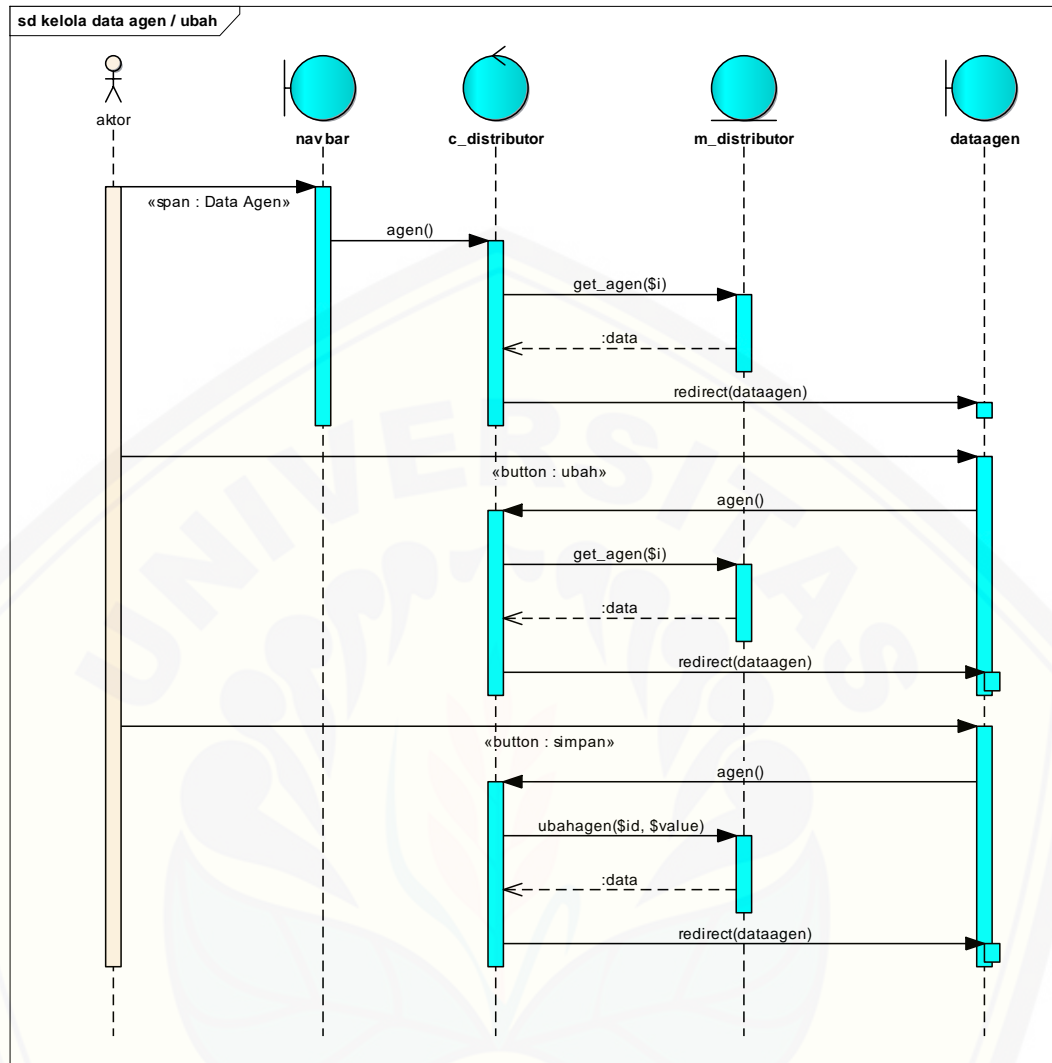 sd kelola data agen / ubah
aktor
navbar
c_distributor
m_distributor
dataagen
«span : Data Agen»
agen()
get_agen($i)
:data
redirect(dataagen)
«button : ubah»
agen()
get_agen($i)
:data
redirect(dataagen)
«button : simpan»
agen()
ubahagen($id, $value)
:data
redirect(dataagen)
UNIVERSITAS